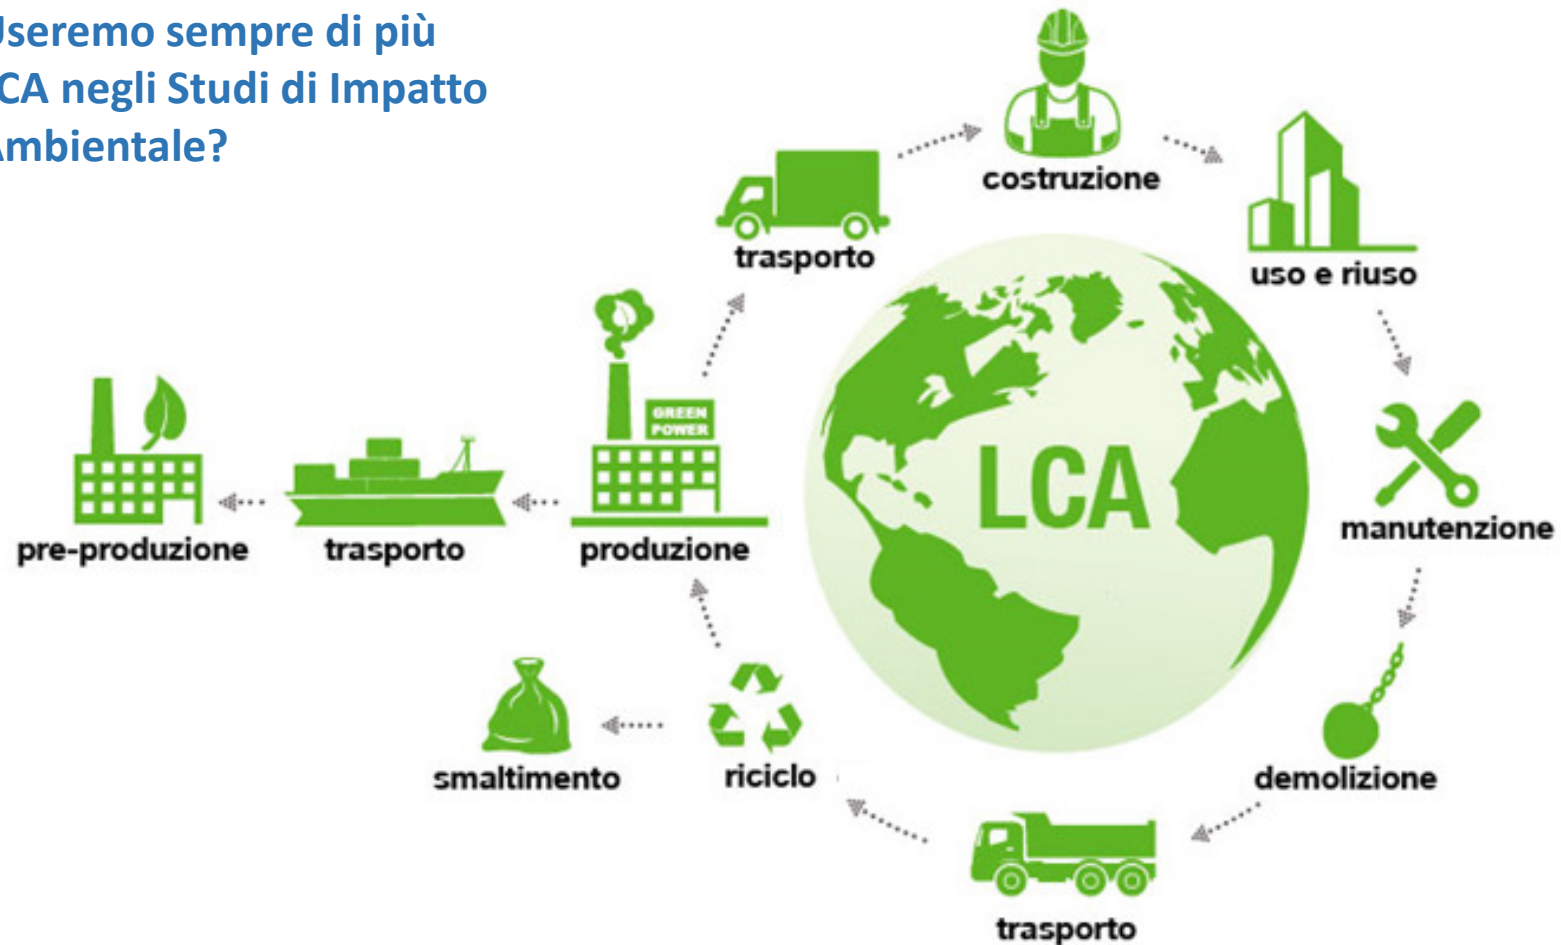 Useremo sempre di più
LCA negli Studi di Impatto
Ambientale?
costruzione
trasporto
uso e riuso
GREEN
POWER
LCA
pre-produzione
trasporto
produzione
manutenzione
smaltimento
riciclo
demolizione
trasporto